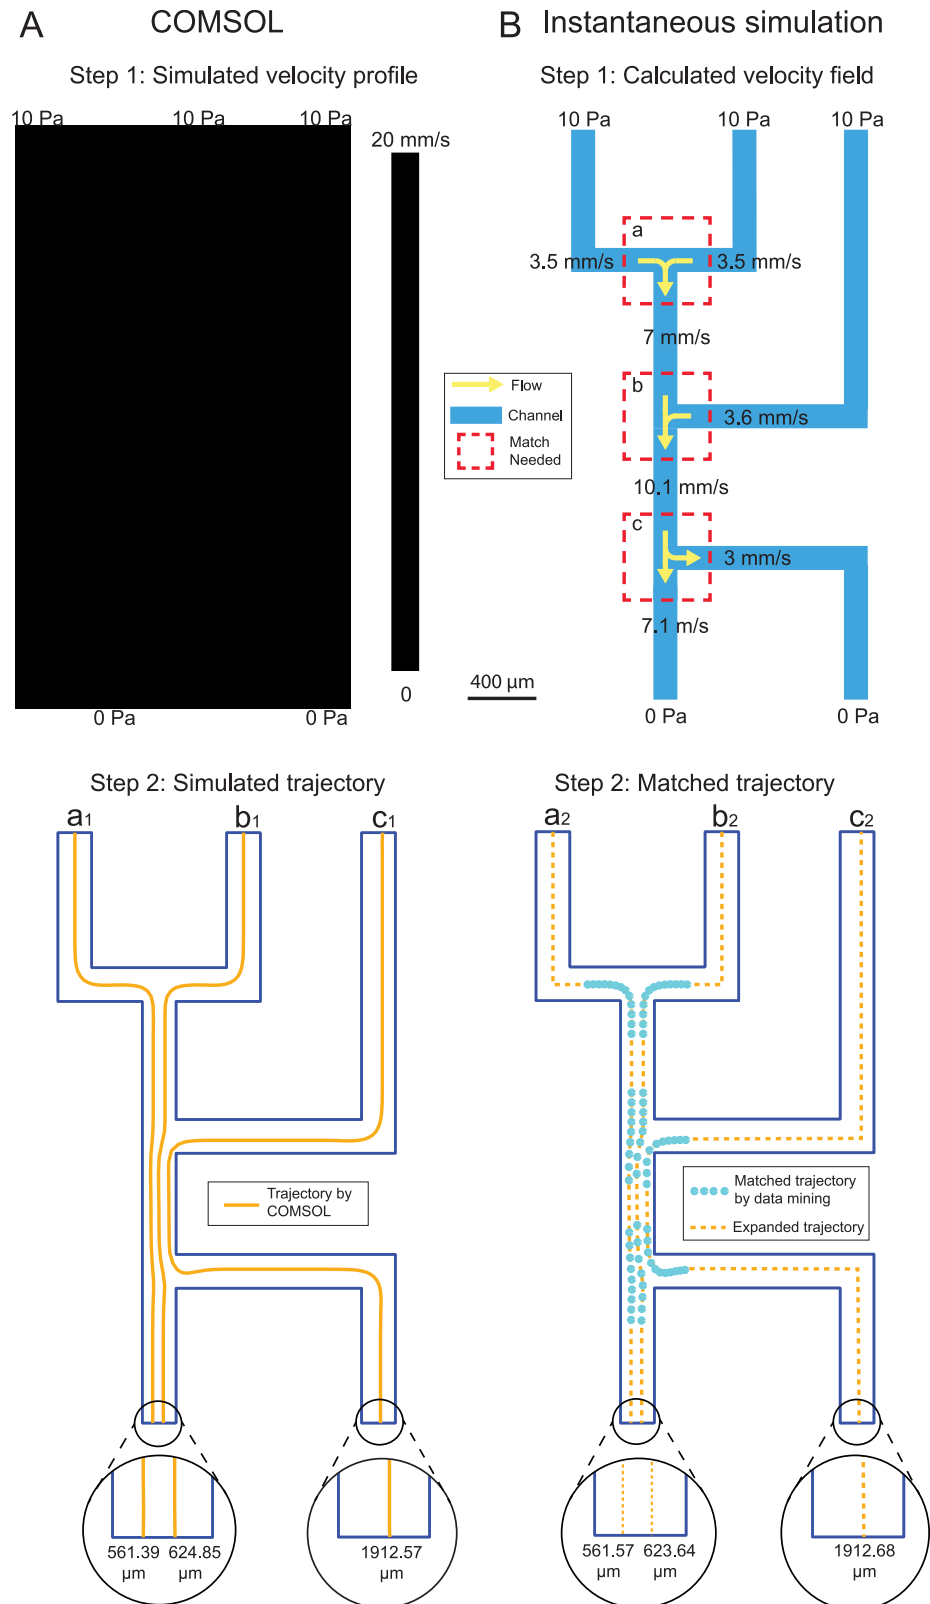 A COMSOL
Step 1: Simulated velocity profile
10 Pa 10 Pa 10 Pa
20 mm/s
0
0 Pa 0 Pa
B Instantaneous simulation
Step 1: Calculated velocity field
10 Pa 10 Pa 10 Pa
a
3.5 mm/s 3.5 mm/s
7 mm/s
Flow
Channel
Match
Needed
b
3.6 mm/s
10.1 mm/s
c
3 mm/s
7.1 m/s
400 µm
0 Pa 0 Pa
Step 2: Simulated trajectory
a1 b1 c1
Trajectory by
COMSOL
561.39 624.85
µm µm
1912.57
µm
Step 2: Matched trajectory
a2 b2 c2
Matched trajectory
by data mining
Expanded trajectory
561.57 623.64
µm µm
1912.68
µm